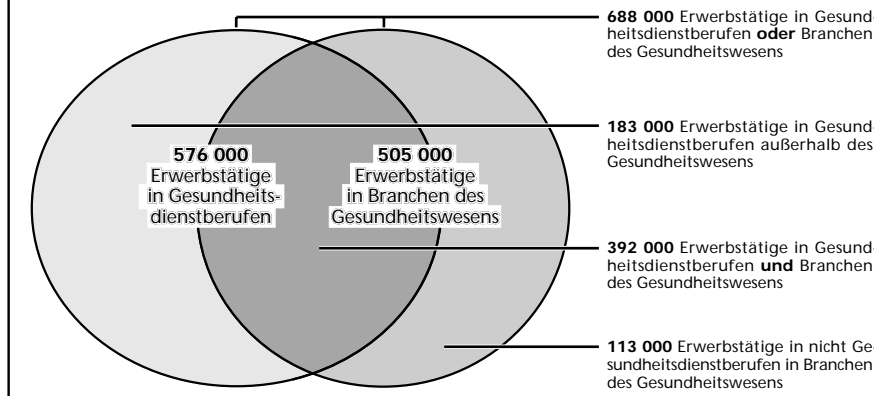 688 000 Erwerbstätige in Gesund-
heitsdienstberufen oder Branchen
des Gesundheitswesens
183 000 Erwerbstätige in Gesund-
heitsdienstberufen außerhalb des
Gesundheitswesens
576 000
Erwerbstätige
in Gesundheits-
dienstberufen
505 000
Erwerbstätige
in Branchen des
Gesundheitswesens
392 000 Erwerbstätige in Gesund-
heitsdienstberufen und Branchen
des Gesundheitswesens
113 000 Erwerbstätige in nicht Ge-
sundheitsdienstberufen in Branchen
des Gesundheitswesens